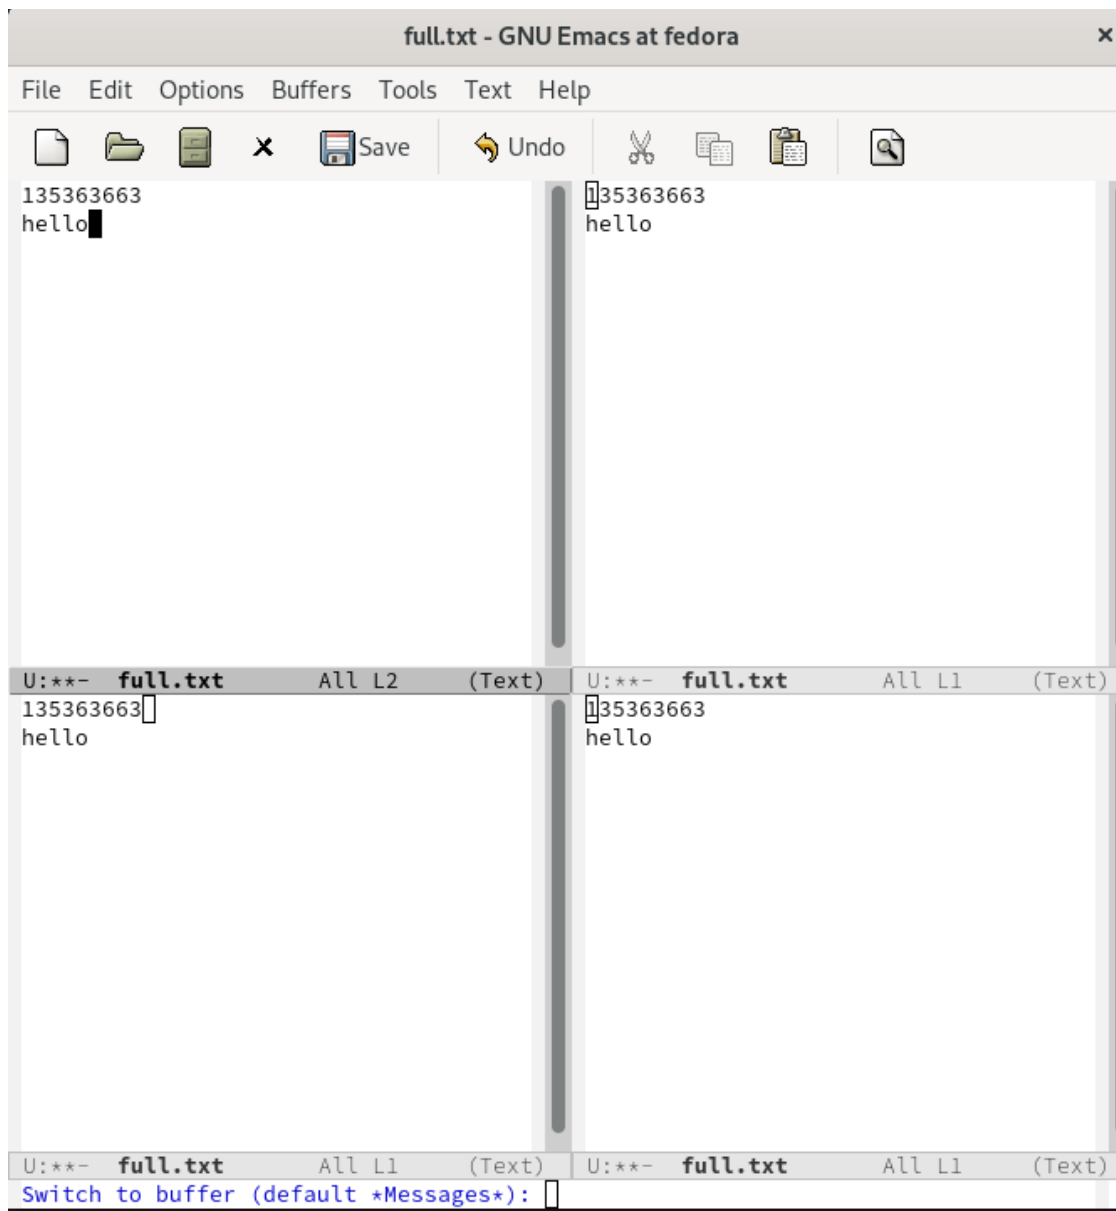 full.txt - GNU Emacs at fedora ×
File Edit Options Buffers Tools Text Help
Save Undo
135363663
hello
135363663
hello
U:**- full.txt All L2 (Text)
U:**- full.txt All L1 (Text)
135363663
hello
135363663
hello
U:**- full.txt All L1 (Text)
U:**- full.txt All L1 (Text)
Switch to buffer (default *Messages*):